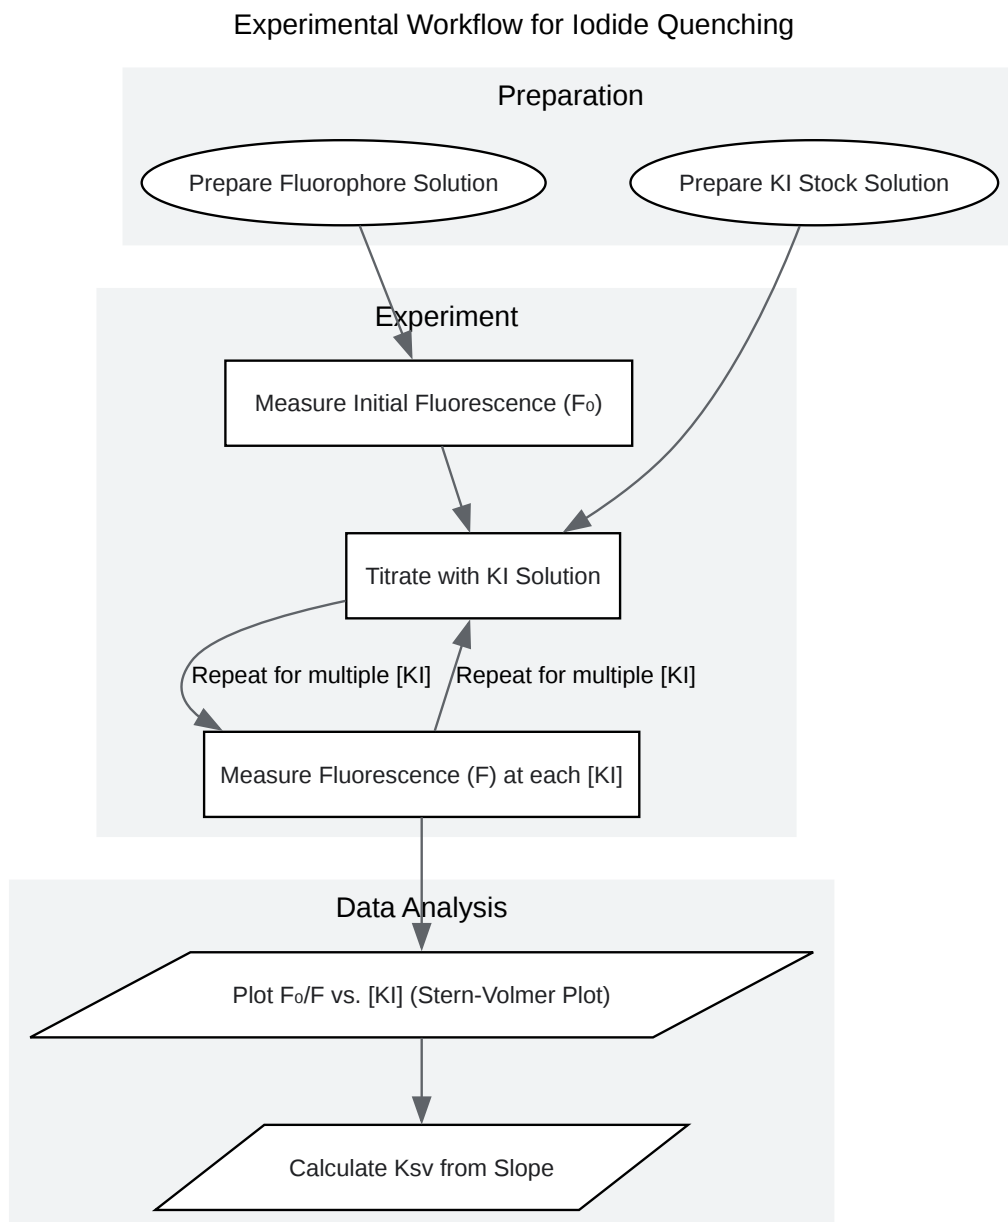 Experimental Workflow for Iodide Quenching
Preparation
Prepare Fluorophore Solution
Prepare KI Stock Solution
Experiment
Measure Initial Fluorescence (F₀)
Titrate with KI Solution
Repeat for multiple [KI]
Repeat for multiple [KI]
Measure Fluorescence (F) at each [KI]
Data Analysis
Plot F₀/F vs. [KI] (Stern-Volmer Plot)
Calculate Ksv from Slope